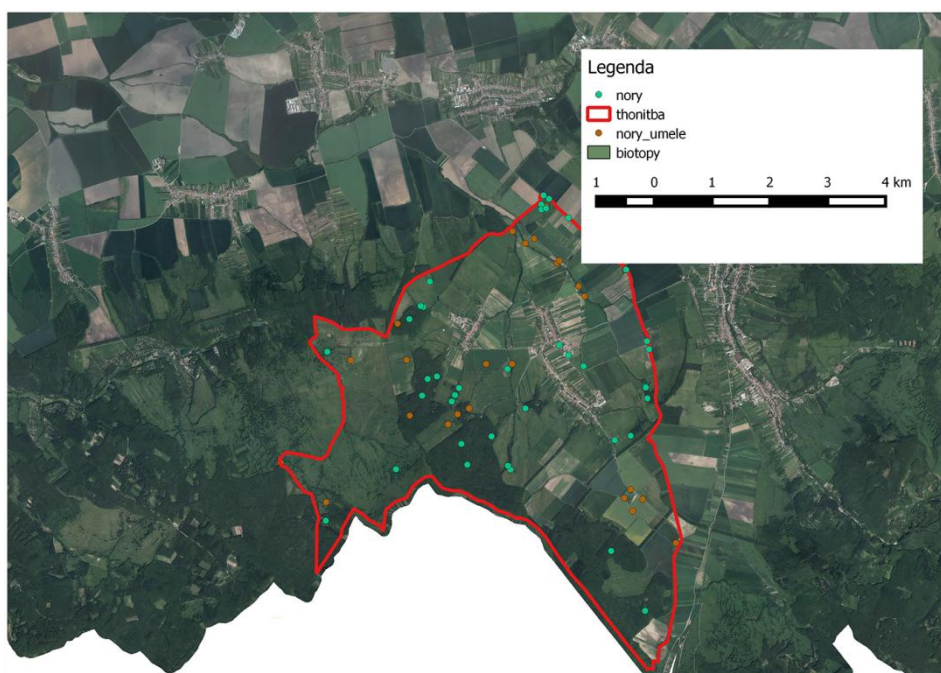 Legenda
nory
thonitba
nory_umele
biotopy
1 0 1 2 3 4 km